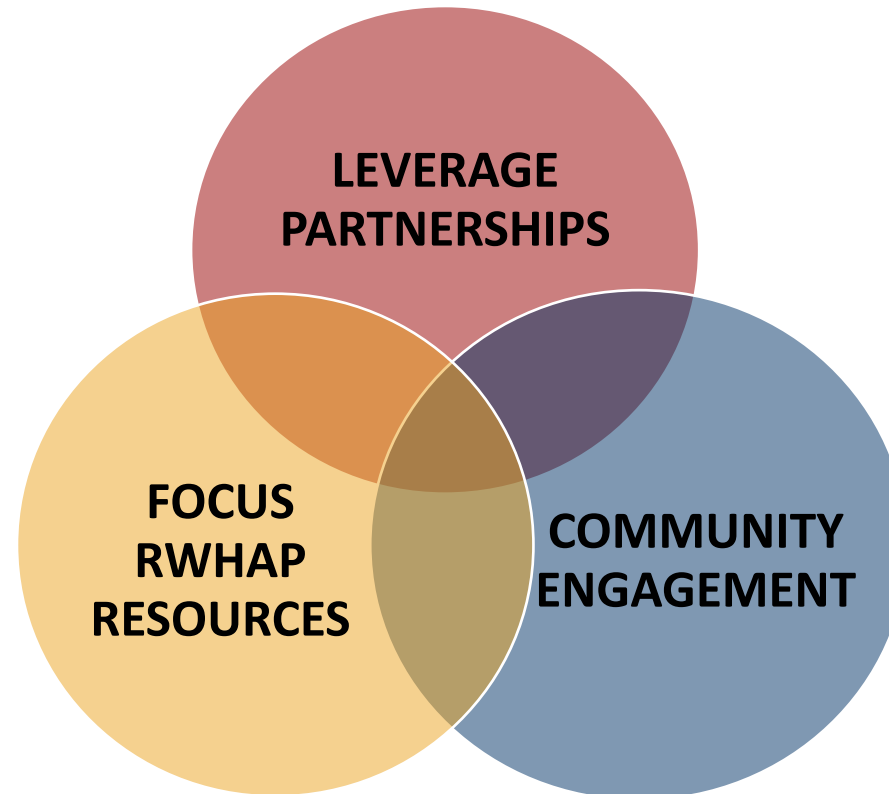 LEVERAGE
PARTNERSHIPS
FOCUS
RWHAP
RESOURCES
COMMUNITY
ENGAGEMENT